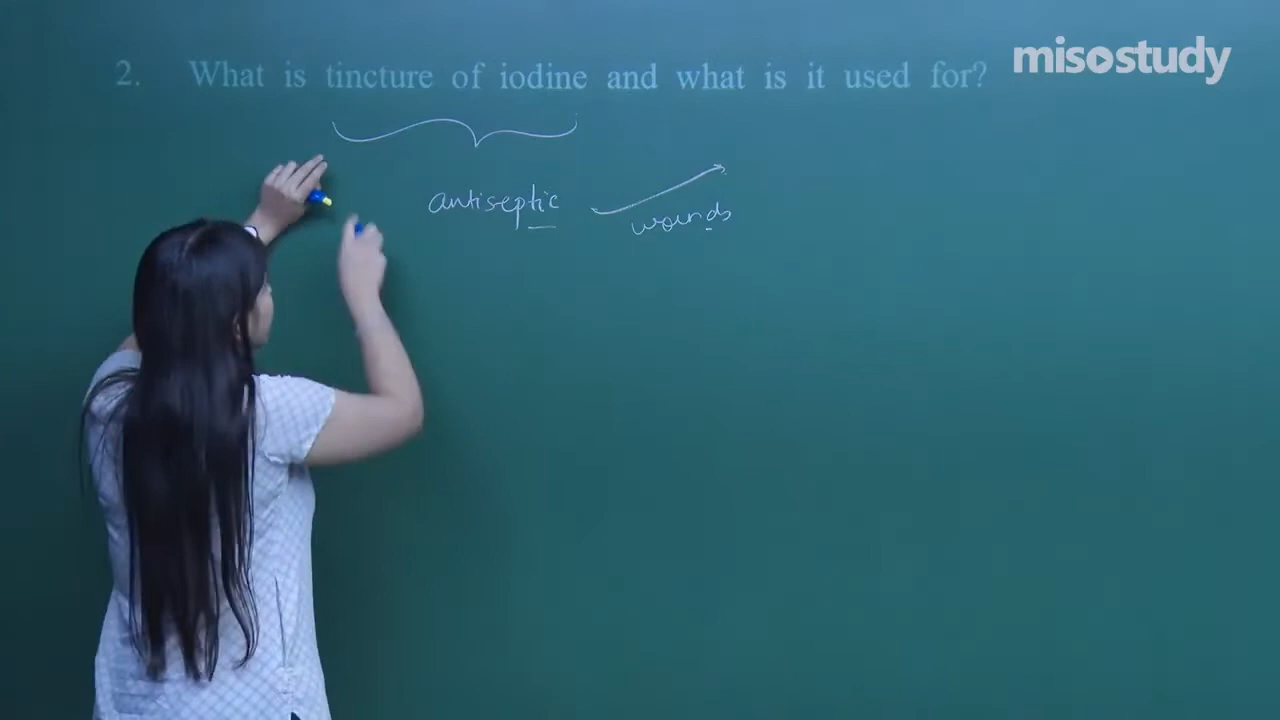 misostudy
2. What is tincture of iodine and what is it used for?
antiseptic
wounds